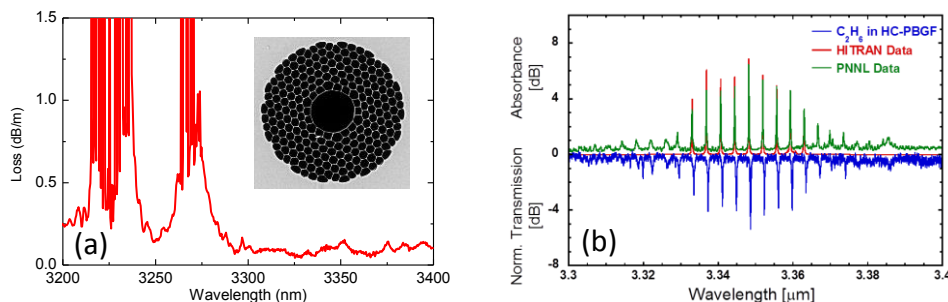 1.5
1.0
0.5
0.0
Loss (dB/m)
(a)
3200 3250 3300 3350 3400
Wavelength (nm)
C2H6 in HC-PBGF
HITRAN Data
PNNL Data
Absorbance
[dB]
Norm. Transmission
[dB]
8
4
0
-4
-8
(b)
3.3 3.32 3.34 3.36 3.38 3.4
Wavelength [μm]